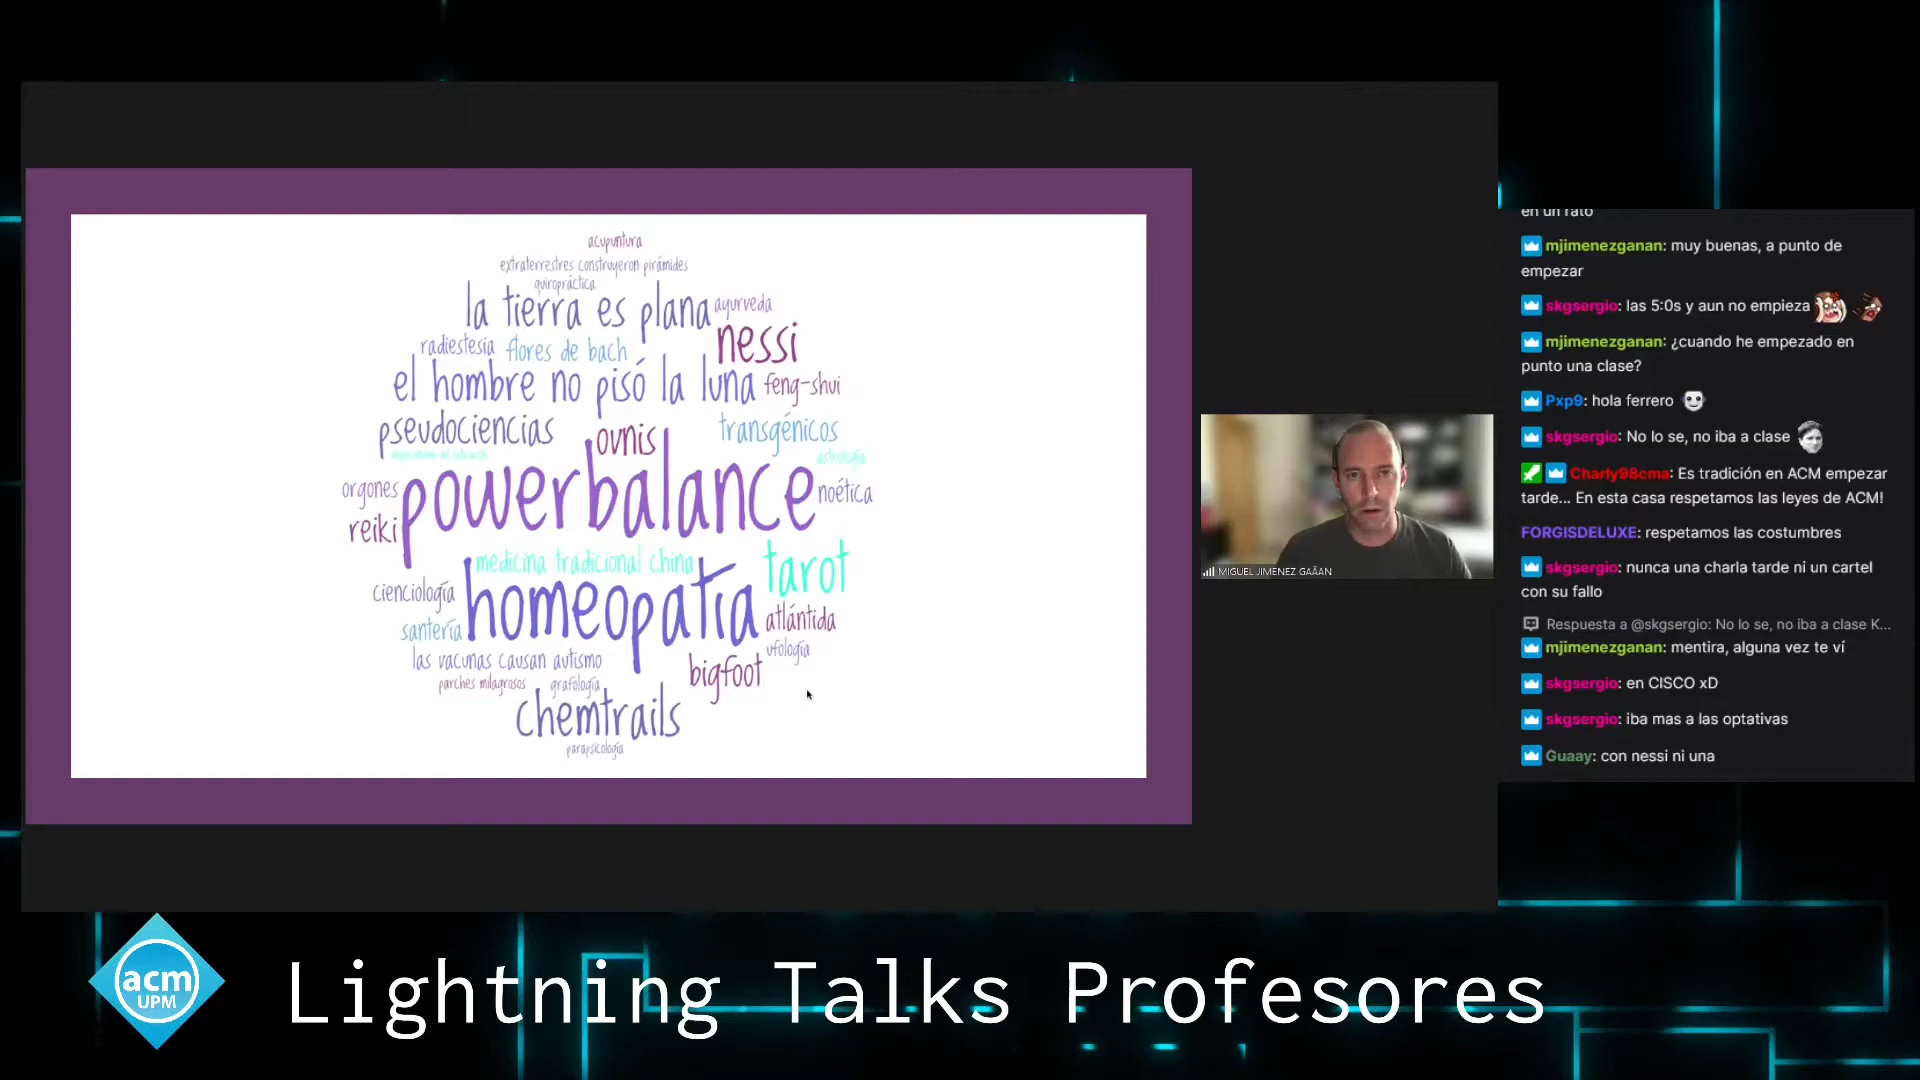 acupuntura
extraterrestres construyeron pirámides
quiropráctica
la tierra es plana ayurveda
nessi
radiestesia flores de bach
el hombre no pisó la luna feng-shui
pseudociencias ovnis transgénicos
astrología
orgones powerbalance noética
reiki
medicina tradicional china tarot
cienciología homeopatía
atlántida
santería
ufología
las vacunas causan autismo bigfoot
parches milagrosos grafología
chemtrails
parapsicología
MIGUEL JIMENEZ GAÃAN
en un rato
mjimenezganan: muy buenas, a punto de
empezar
skgsergio: las 5:0s y aun no empieza
mjimenezganan: ¿cuando he empezado en
punto una clase?
Pxp9: hola ferrero
skgsergio: No lo se, no iba a clase
Charly98cma: Es tradición en ACM empezar
tarde... En esta casa respetamos las leyes de ACM!
FORGISDELUXE: respetamos las costumbres
skgsergio: nunca una charla tarde ni un cartel
con su fallo
Respuesta a @skgsergio: No lo se, no iba a clase K...
mjimenezganan: mentira, alguna vez te ví
skgsergio: en CISCO xD
skgsergio: iba mas a las optativas
Guaay: con nessi ni una
acm
UPM
Lightning Talks Profesores